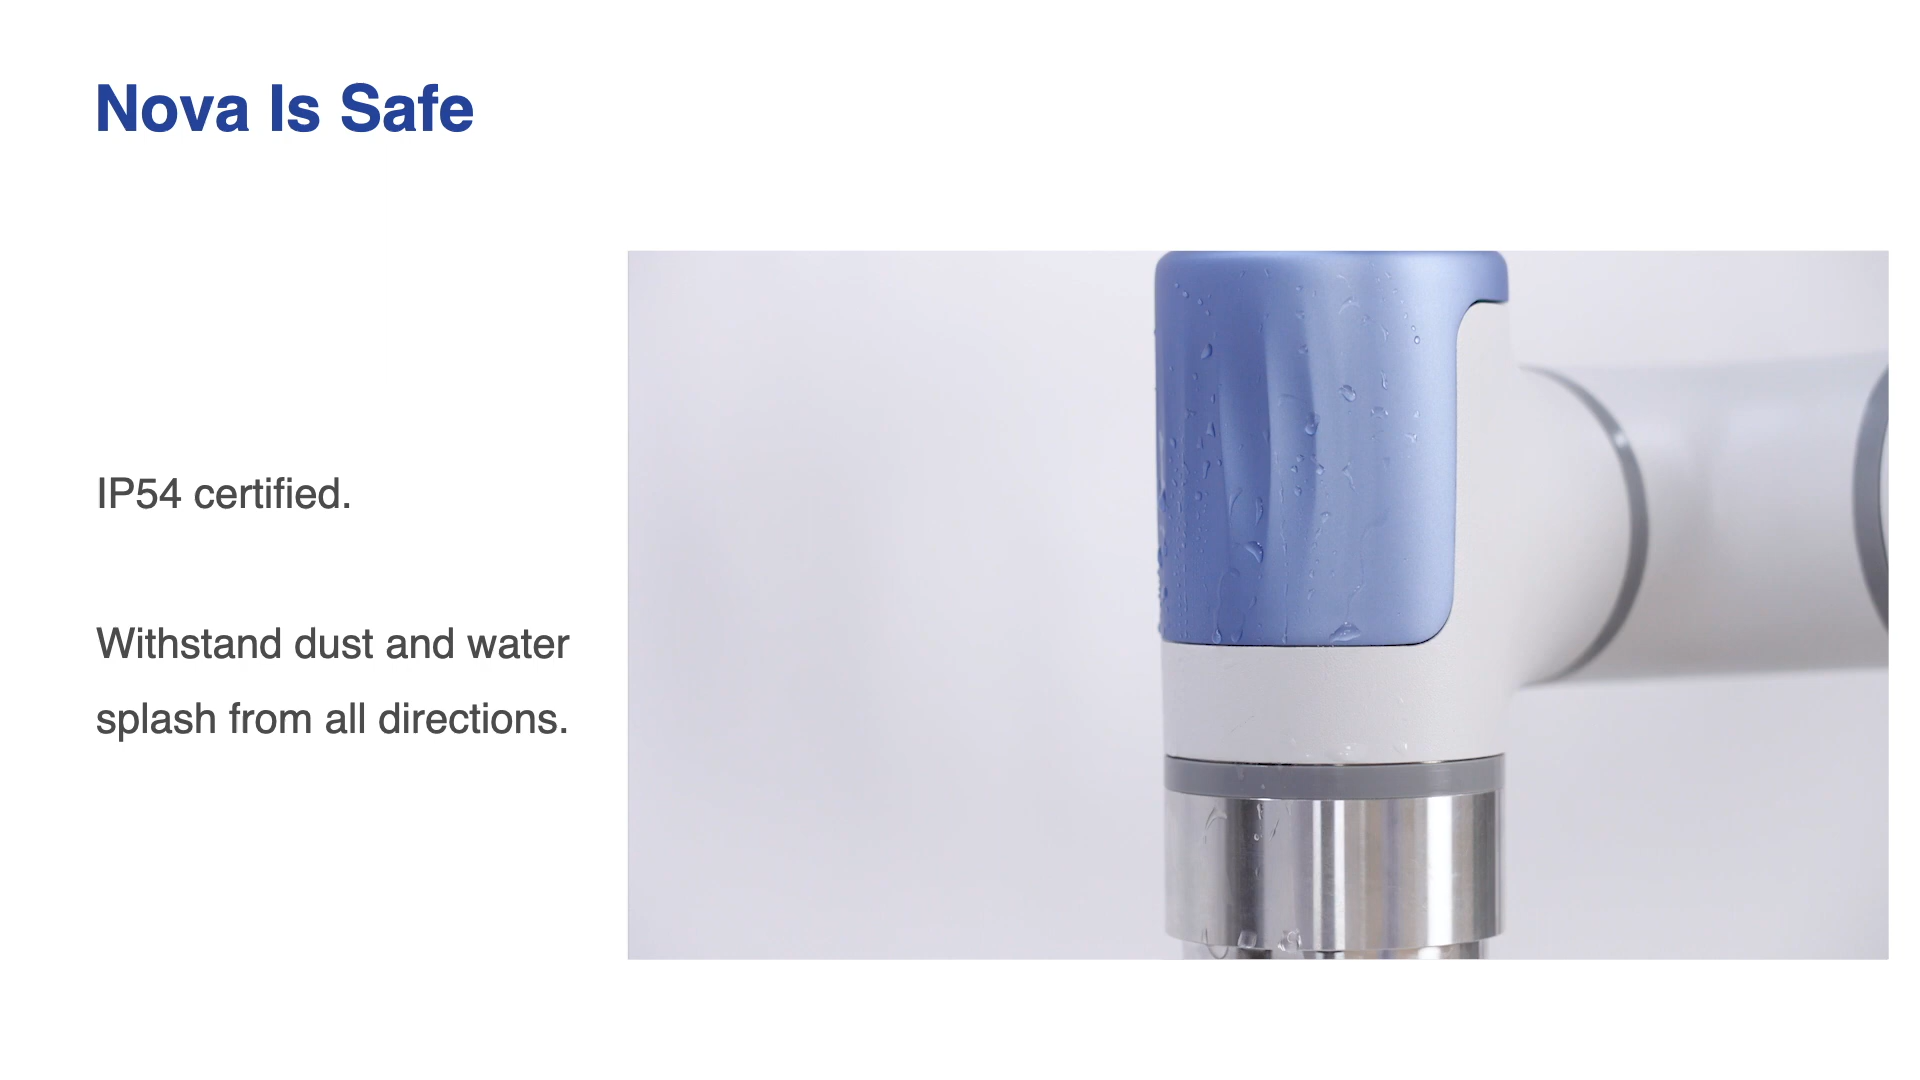 Nova Is Safe
IP54 certified.
Withstand dust and water
splash from all directions.